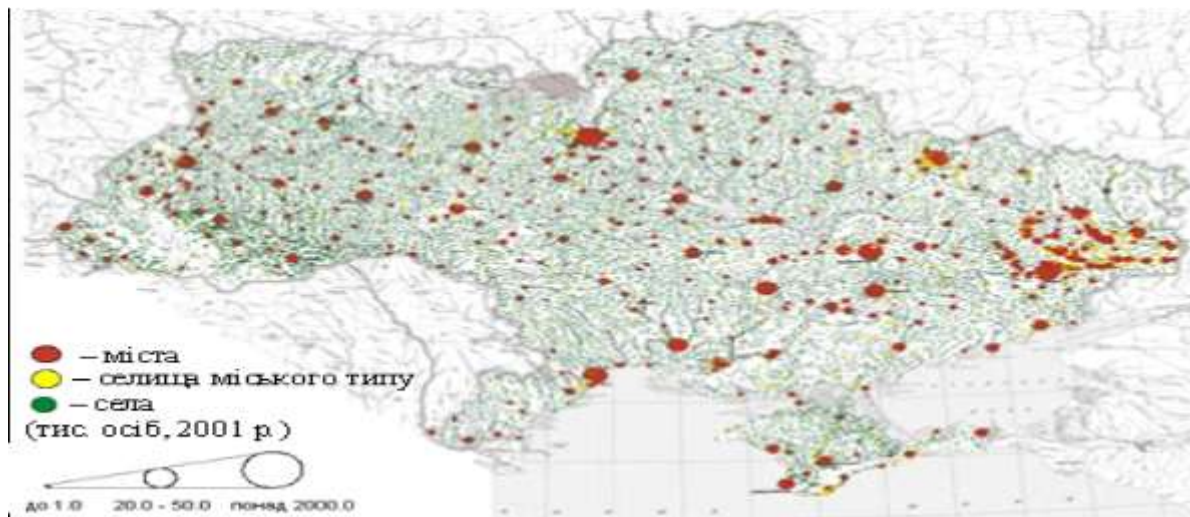 – міста
– селища міського типу
– села
(тис. осіб, 2001 р.)
до 1.0 20.0 - 50.0 понад 2000.0